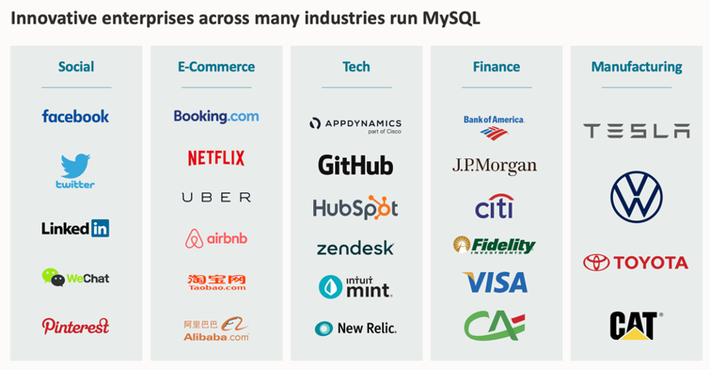 Innovative enterprises across many industries run MySQL
Social
facebook
twitter
Linked in
WeChat
Pinterest
E-Commerce
Booking.com
NETFLIX
UBER
airbnb
淘宝网
Taobao.com
阿里巴巴
Alibaba.com
Tech
APPDYNAMICS
part of Cisco
GitHub
HubSpot
zendesk
intuit
mint.
New Relic.
Finance
Bank of America.
J.P.Morgan
citi
Fidelity
INVESTMENTS
VISA
CA
Manufacturing
TESLA
VW
TOYOTA
CAT®